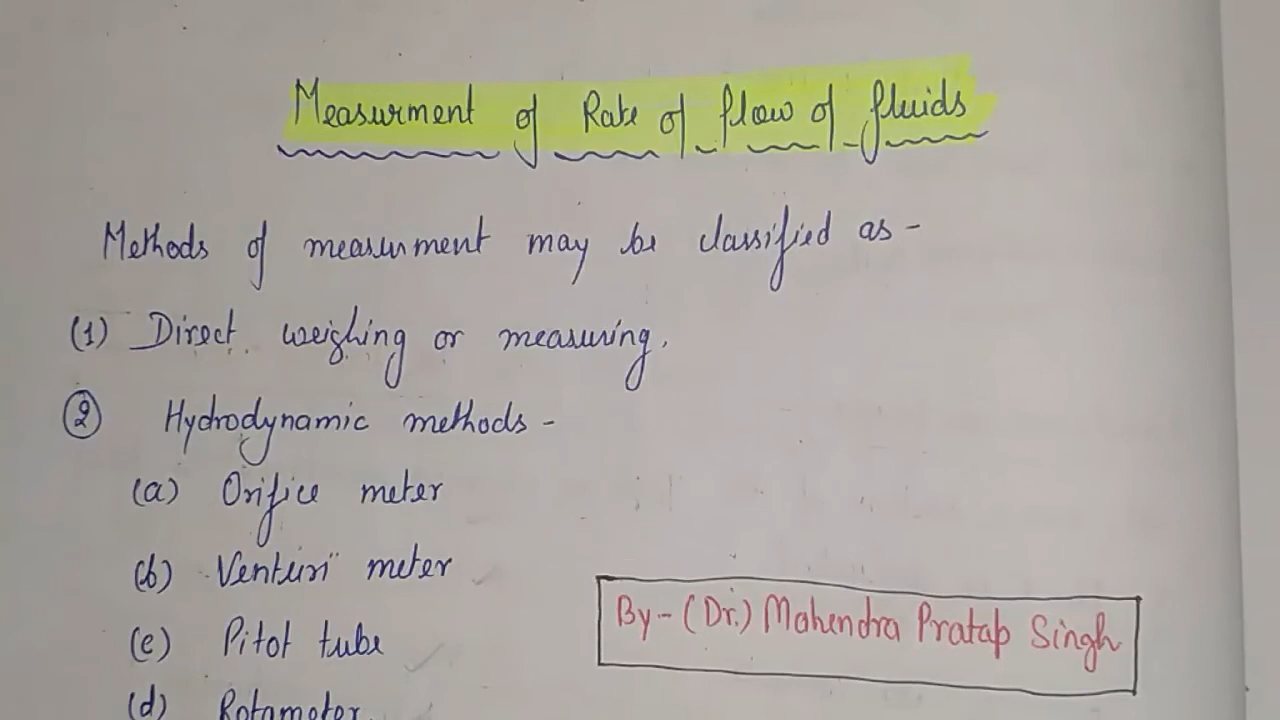 Measurment of Rate of flow of fluids
Methods of measurment may be classified as -
(1) Direct weighing or measuring.
(2) Hydrodynamic methods -
(a) Orifice meter
(b) Venturi meter
(c) Pitot tube
(d) Rotameter.
By - (Dr.) Mahendra Pratap Singh